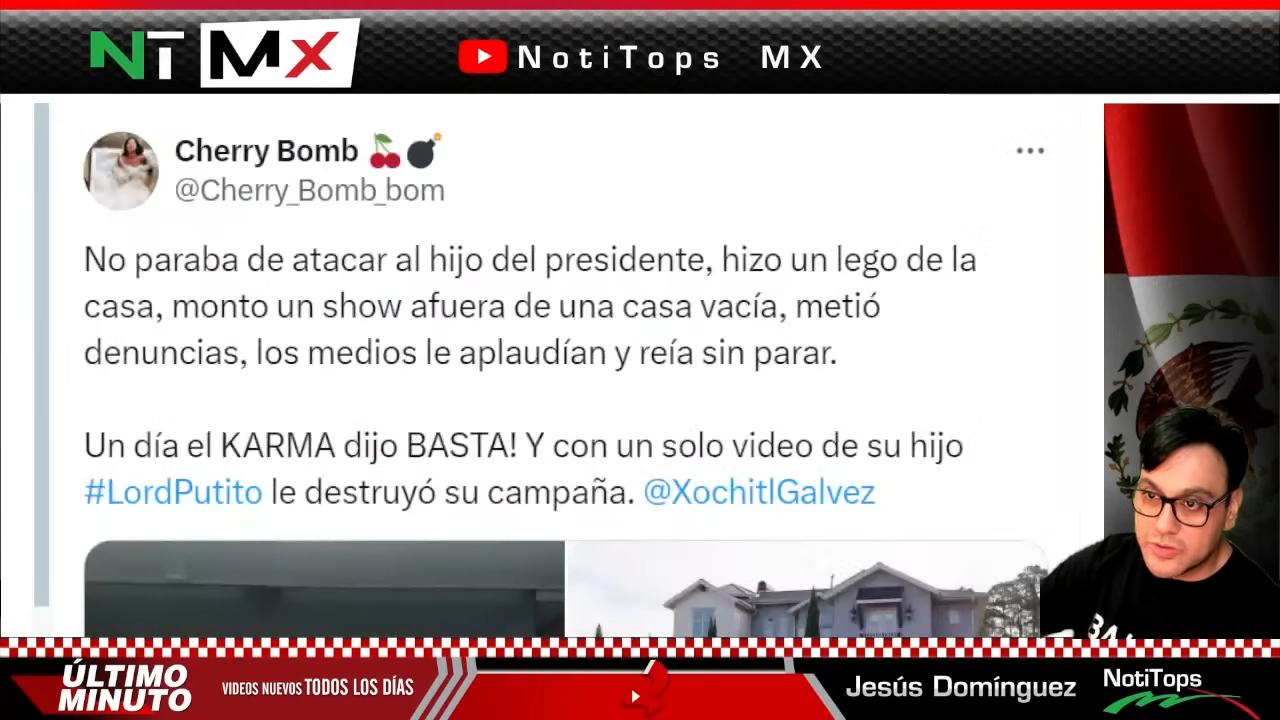 NT MX
NotiTops MX
Cherry Bomb 🍒💣
@Cherry_Bomb_bom
No paraba de atacar al hijo del presidente, hizo un lego de la
casa, monto un show afuera de una casa vacía, metió
denuncias, los medios le aplaudían y reía sin parar.
Un día el KARMA dijo BASTA! Y con un solo video de su hijo
#LordPutito le destruyó su campaña. @XochitlGalvez
ÚLTIMO
MINUTO
VIDEOS NUEVOS TODOS LOS DÍAS
Jesús Domínguez
NotiTops